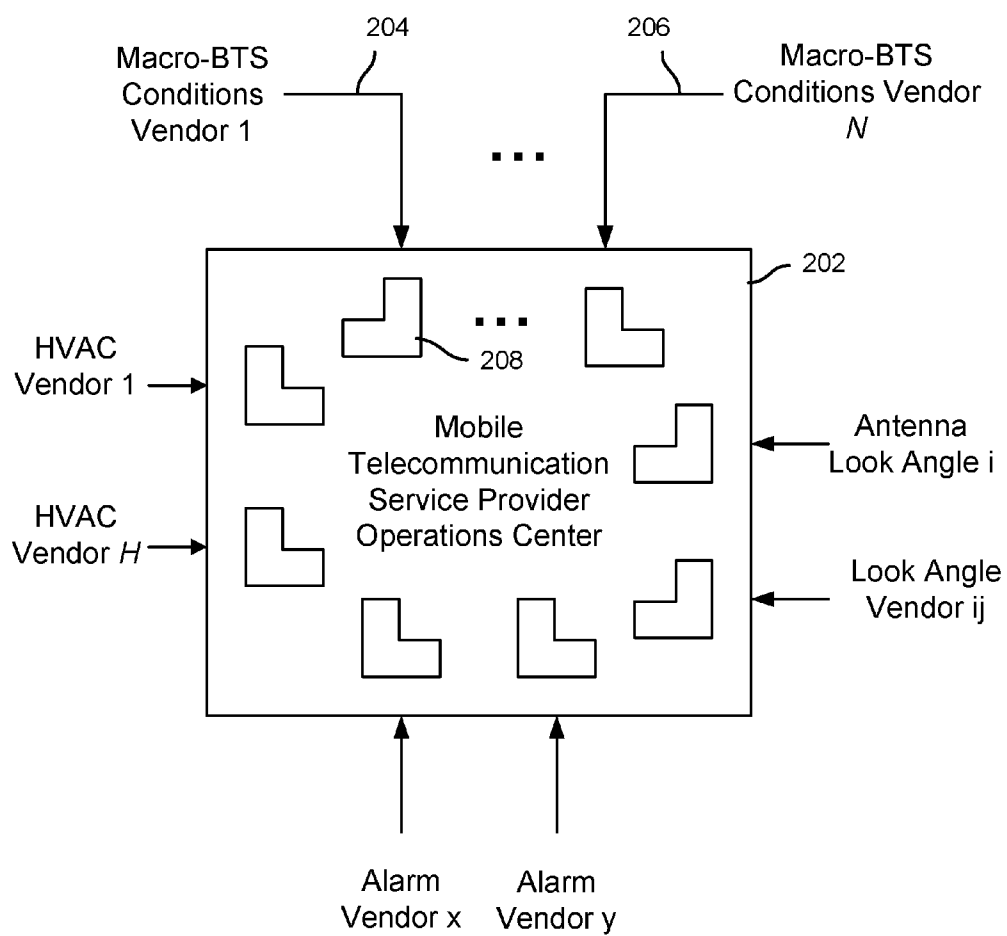 204
206
Macro-BTS
Conditions
Vendor 1
Macro-BTS
Conditions Vendor
N
...
202
...
208
HVAC
Vendor 1
Mobile
Telecommunication
Service Provider
Operations Center
Antenna
Look Angle i
HVAC
Vendor H
Look Angle
Vendor ij
Alarm
Vendor x
Alarm
Vendor y